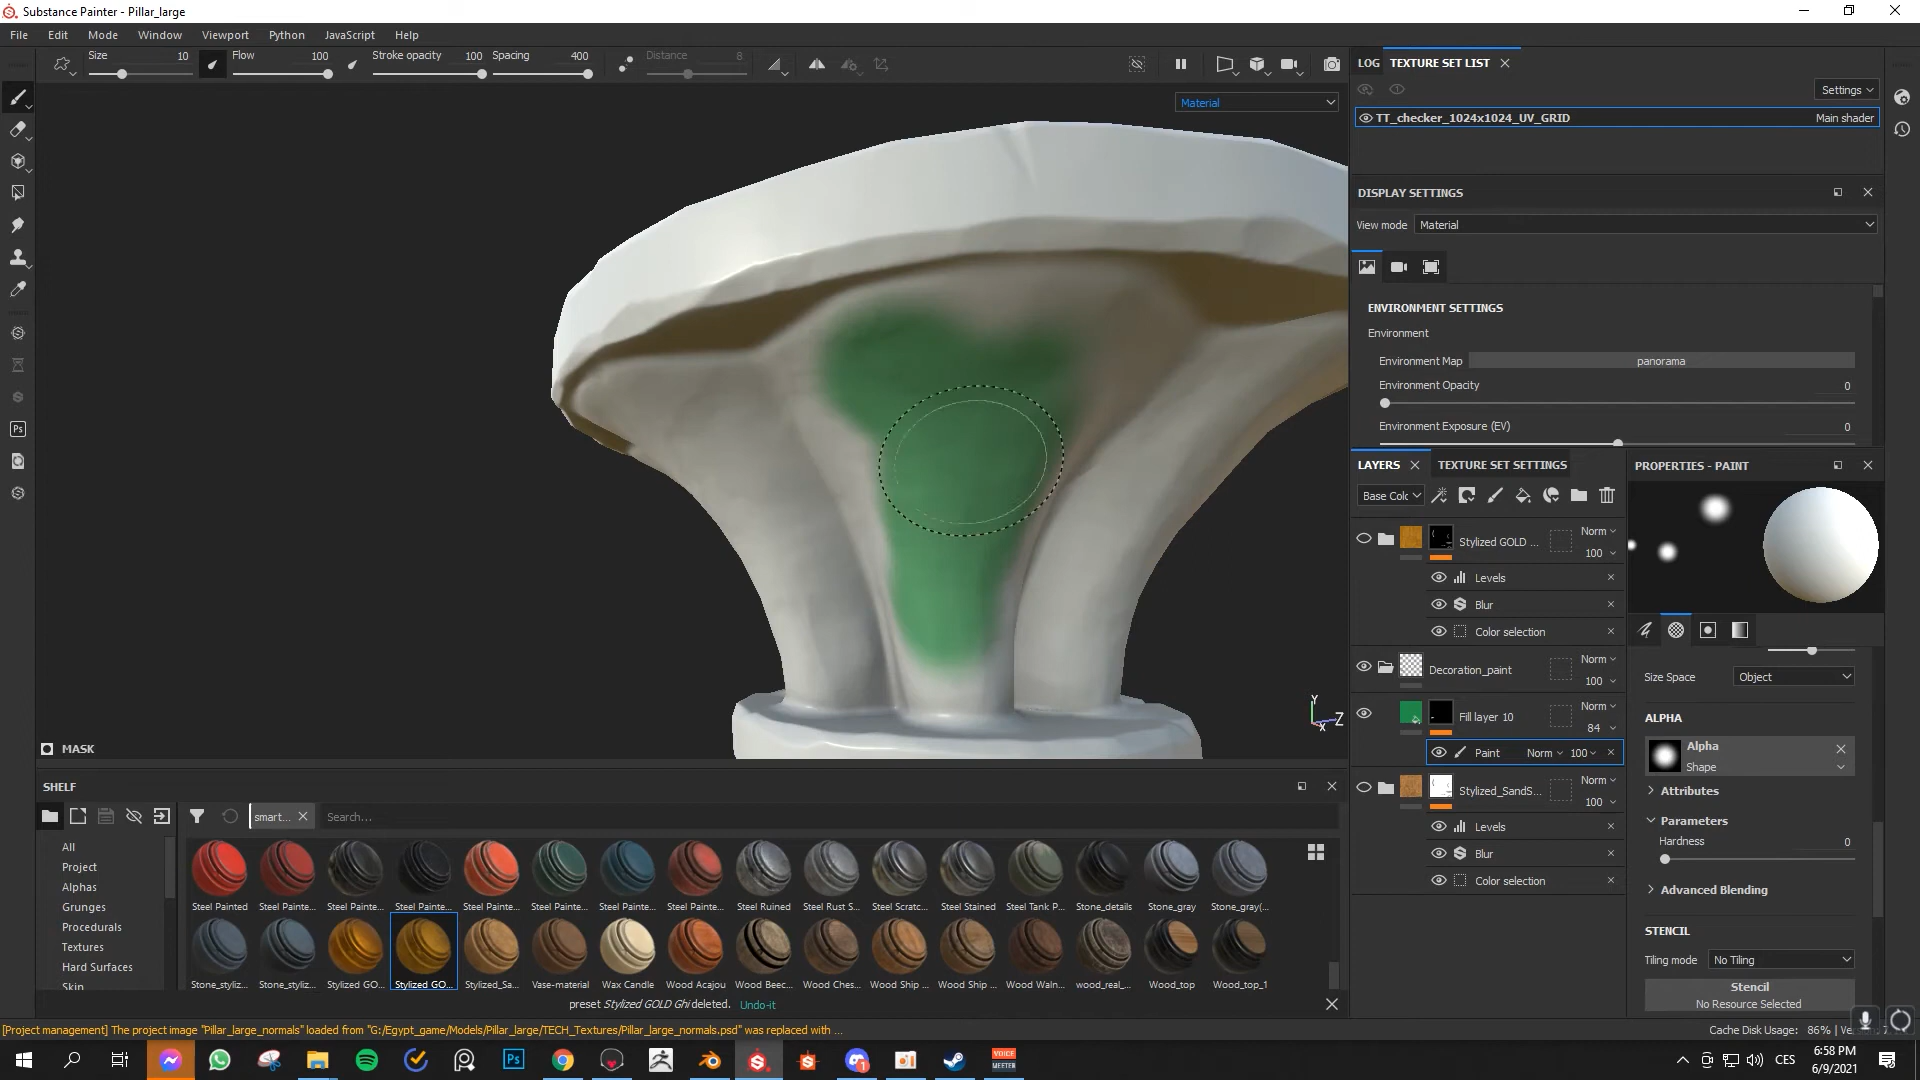 Substance Painter - Pillar_large
File Edit Mode Window Viewport Python JavaScript Help
Size 10 Flow 100 Stroke opacity 100 Spacing 400 Distance 8
Material
MASK
Y
Z
X
LOG TEXTURE SET LIST
Settings
TT_checker_1024x1024_UV_GRID Main shader
DISPLAY SETTINGS
View mode Material
ENVIRONMENT SETTINGS
Environment
Environment Map panorama
Environment Opacity 0
Environment Exposure (EV) 0
LAYERS TEXTURE SET SETTINGS
Base Colc
Norm
Stylized GOLD ...
100
Levels
Blur
Color selection
Norm
Decoration_paint
100
Norm
Fill layer 10
84
Paint Norm 100
Norm
Stylized_SandS...
100
Levels
Blur
Color selection
PROPERTIES - PAINT
Size Space Object
ALPHA
Alpha
Shape
Attributes
Parameters
Hardness 0
Advanced Blending
STENCIL
Tiling mode No Tiling
Stencil
No Resource Selected
SHELF
smart... Search...
All
Project
Alphas
Grunges
Procedurals
Textures
Hard Surfaces
Skin
Steel Painted Steel Painte... Steel Painte... Steel Painte... Steel Painte... Steel Painte... Steel Painte... Steel Painte... Steel Ruined Steel Rust S... Steel Scratc... Steel Stained Steel Tank P... Stone_details Stone_gray Stone_gray(...
Stone_styliz... Stone_styliz... Stylized GO... Stylized GO... Stylized_Sa... Vase-material Wax Candle Wood Acajou Wood Beec... Wood Ches... Wood Ship ... Wood Ship ... Wood Waln... wood_real_... Wood_top Wood_top_1
preset Stylized GOLD Ghi deleted. Undo-it
[Project management] The project image "Pillar_large_normals" loaded from "G:/Egypt_game/Models/Pillar_large/TECH_Textures/Pillar_large_normals.psd" was replaced with ...
Cache Disk Usage: 86% | Ve
Ps
Ps
VOICE MEETER
CES
6:58 PM
6/9/2021